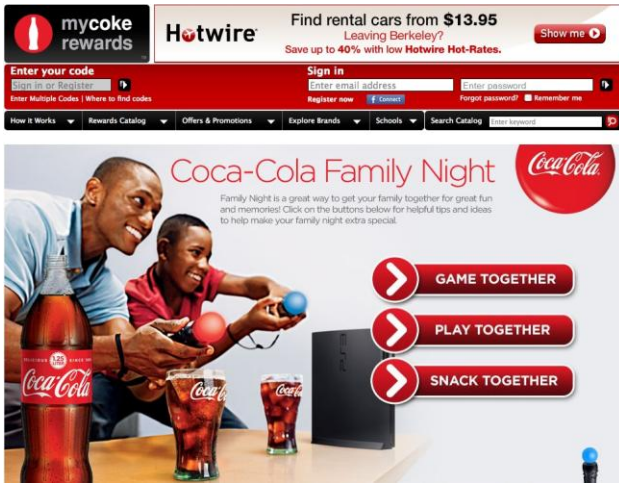 mycoke
rewards
Hotwire
Find rental cars from $13.95
Leaving Berkeley?
Save up to 40% with low Hotwire Hot-Rates.
Show me
Enter your code
Sign in or Register
Enter Multiple Codes | Where to find codes
Sign in
Enter email address
Enter password
Register now
f Connect
Forgot password?
Remember me
How it Works
Rewards Catalog
Offers & Promotions
Explore Brands
Schools
Search Catalog
Enter keyword
Coca-Cola Family Night
Coca-Cola
Family Night is a great way to get your family together for great fun
and memories! Click on the buttons below for helpful tips and ideas
to help make your family night extra special.
GAME TOGETHER
PLAY TOGETHER
SNACK TOGETHER
PS3
DELICIOUS
1.25
SINCE
Coca-Cola
Coca-Cola
Coca-Cola